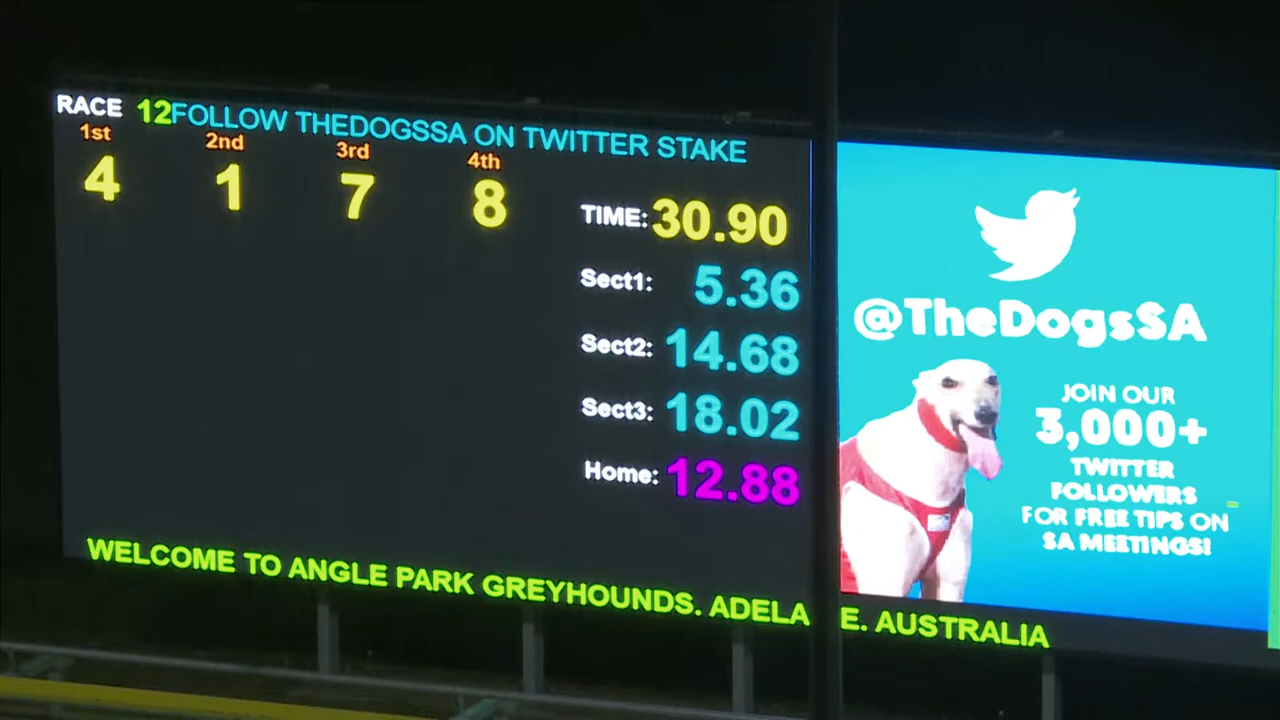 RACE 12FOLLOW THEDOGSSA ON TWITTER STAKE
1st 2nd 3rd 4th
4 1 7 8
TIME: 30.90
Sect1: 5.36
Sect2: 14.68
Sect3: 18.02
Home: 12.88
WELCOME TO ANGLE PARK GREYHOUNDS. ADELA E. AUSTRALIA
@TheDogsSA
JOIN OUR
3,000+
TWITTER
FOLLOWERS
FOR FREE TIPS ON
SA MEETINGS!